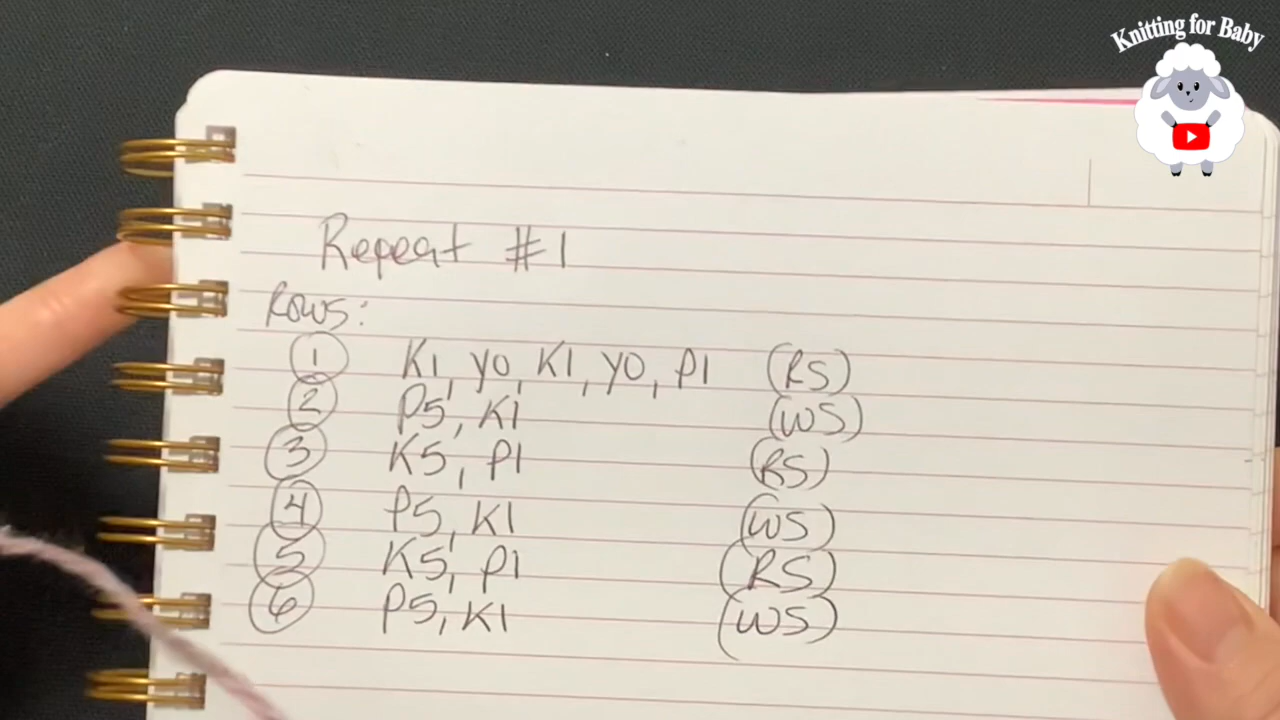 Knitting for Baby
Repeat #1
Rows:
1 K1, YO, K1, YO, P1 (RS)
2 P5, K1 (WS)
3 K5, P1 (RS)
4 P5, K1 (WS)
5 K5, P1 (RS)
6 P5, K1 (WS)